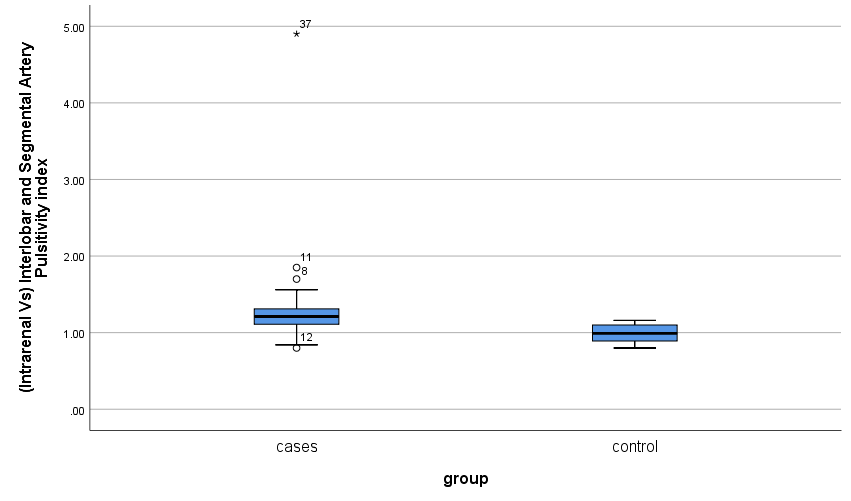 (Intrarenal Vs) Interlobar and Segmental Artery
Pulsitivity index
5.00
4.00
3.00
2.00
1.00
.00
*37
11
8
12
cases
control
group